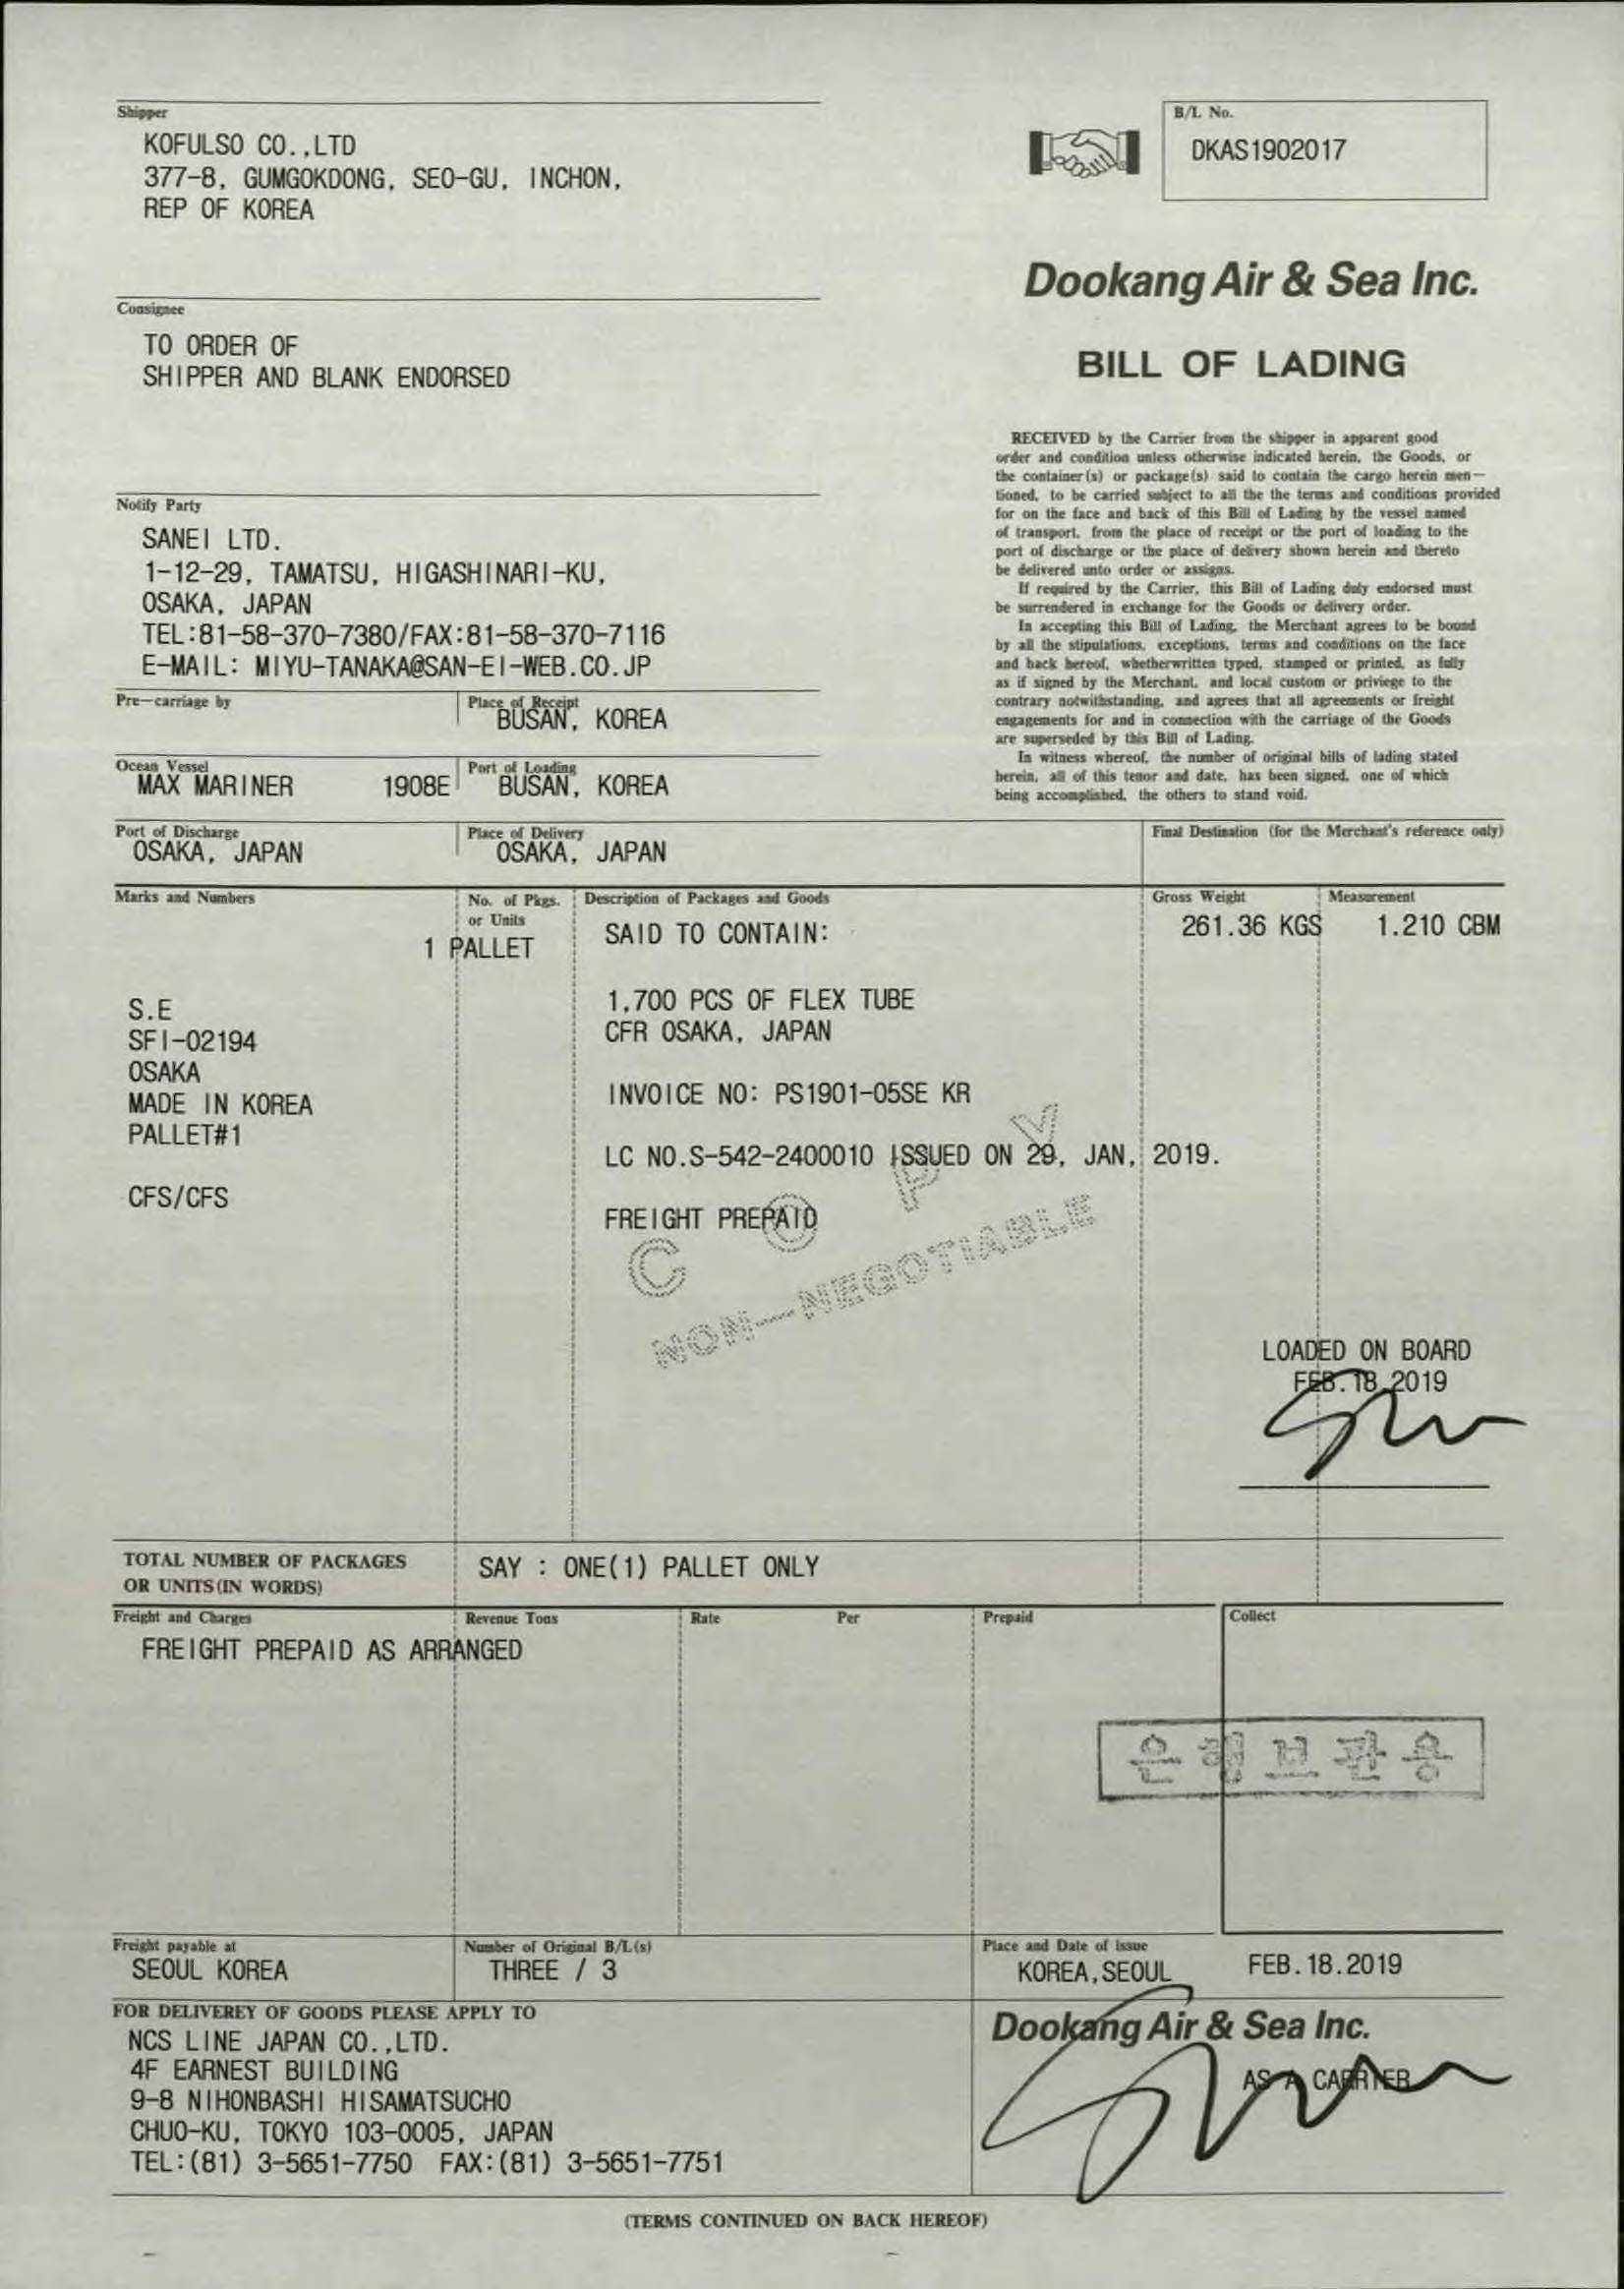 Shipper
KOFULSO CO.,LTD
377-8, GUMGOKDONG, SEO-GU, INCHON,
REP OF KOREA
B/L No.
DKAS1902017
Dookang Air & Sea Inc.
BILL OF LADING
Consignee
TO ORDER OF
SHIPPER AND BLANK ENDORSED
RECEIVED by the Carrier from the shipper in apparent good
order and condition unless otherwise indicated herein, the Goods, or
the container(s) or package(s) said to contain the cargo herein men-
tioned, to be carried subject to all the the terms and conditions provided
for on the face and back of this Bill of Lading by the vessel named
of transport, from the place of receipt or the port of loading to the
port of discharge or the place of delivery shown herein and thereto
be delivered unto order or assigns.
If required by the Carrier, this Bill of Lading duly endorsed must
be surrendered in exchange for the Goods or delivery order.
In accepting this Bill of Lading, the Merchant agrees to be bound
by all the stipulations, exceptions, terms and conditions on the face
and back hereof, whetherwritten typed, stamped or printed, as fully
as if signed by the Merchant, and local custom or priviege to the
contrary notwithstanding, and agrees that all agreements or freight
engagements for and in connection with the carriage of the Goods
are superseded by this Bill of Lading.
In witness whereof, the number of original bills of lading stated
herein, all of this tenor and date, has been signed, one of which
being accomplished, the others to stand void.
Notify Party
SANEI LTD.
1-12-29, TAMATSU, HIGASHINARI-KU,
OSAKA, JAPAN
TEL:81-58-370-7380/FAX:81-58-370-7116
E-MAIL: MIYU-TANAKA@SAN-EI-WEB.CO.JP
Pre-carriage by
Place of Receipt
BUSAN, KOREA
Ocean Vessel
MAX MARINER 1908E
Port of Loading
BUSAN, KOREA
Port of Discharge
OSAKA, JAPAN
Place of Delivery
OSAKA, JAPAN
Final Destination (for the Merchant's reference only)
Marks and Numbers
No. of Pkgs.
or Units
Description of Packages and Goods
Gross Weight
Measurement
1 PALLET
SAID TO CONTAIN:
261.36 KGS
1.210 CBM
S.E
SFI-02194
OSAKA
MADE IN KOREA
PALLET#1
CFS/CFS
1,700 PCS OF FLEX TUBE
CFR OSAKA, JAPAN
INVOICE NO: PS1901-05SE KR
LC NO.S-542-2400010 ISSUED ON 29, JAN, 2019.
FREIGHT PREPAID
COPY
NON-NEGOTIABLE
LOADED ON BOARD
FEB.18.2019
TOTAL NUMBER OF PACKAGES
OR UNITS(IN WORDS)
SAY : ONE(1) PALLET ONLY
Freight and Charges
Revenue Tons
Rate
Per
Prepaid
Collect
FREIGHT PREPAID AS ARRANGED
은행보관용
Freight payable at
SEOUL KOREA
Number of Original B/L(s)
THREE / 3
Place and Date of Issue
KOREA,SEOUL FEB.18.2019
FOR DELIVEREY OF GOODS PLEASE APPLY TO
NCS LINE JAPAN CO.,LTD.
4F EARNEST BUILDING
9-8 NIHONBASHI HISAMATSUCHO
CHUO-KU, TOKYO 103-0005, JAPAN
TEL:(81) 3-5651-7750 FAX:(81) 3-5651-7751
Dookang Air & Sea Inc.
AS A CARRIER
(TERMS CONTINUED ON BACK HEREOF)